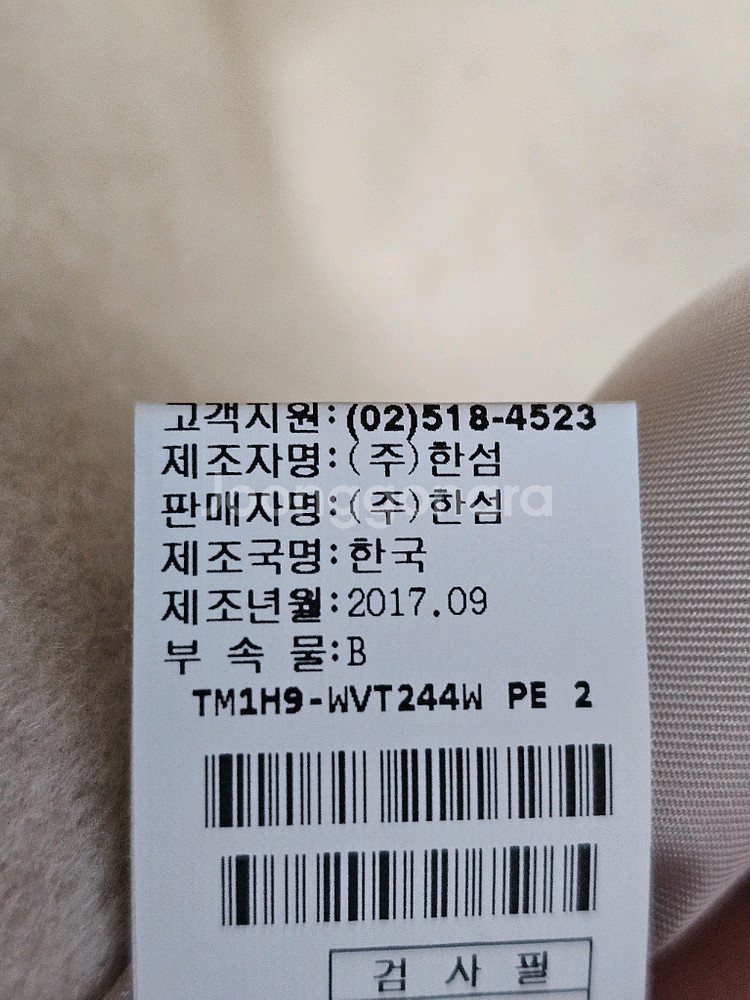 고객지원:(02)518-4523
제조자명:(주)한섬
판매자명:(주)한섬
Joonggonara
제조국명:한국
제조년월:2017.09
부 속 물:B
TM1H9-WVT244W PE 2
검 사 필